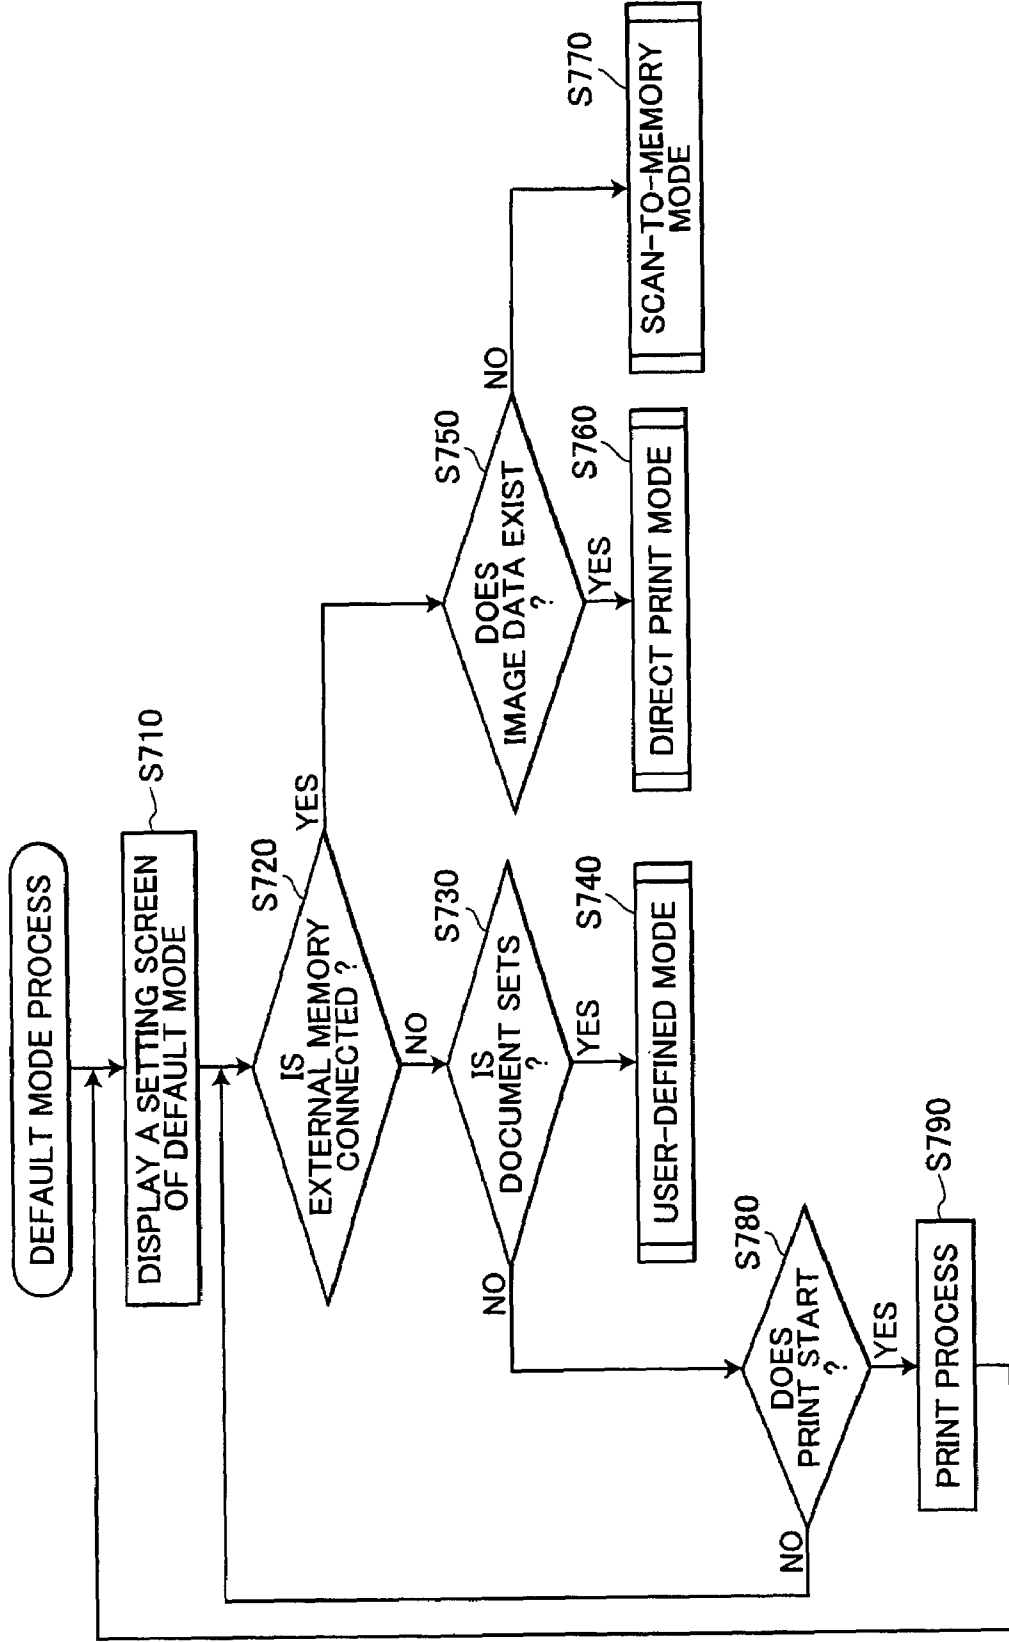 DEFAULT MODE PROCESS
DISPLAY A SETTING SCREEN
OF DEFAULT MODE
S710
IS
EXTERNAL MEMORY
CONNECTED ?
S720
YES
NO
IS
DOCUMENT SETS
?
S730
YES
NO
USER-DEFINED MODE
S740
DOES
IMAGE DATA EXIST
?
S750
NO
YES
DIRECT PRINT MODE
S760
SCAN-TO-MEMORY
MODE
S770
DOES
PRINT START
?
S780
NO
YES
PRINT PROCESS
S790